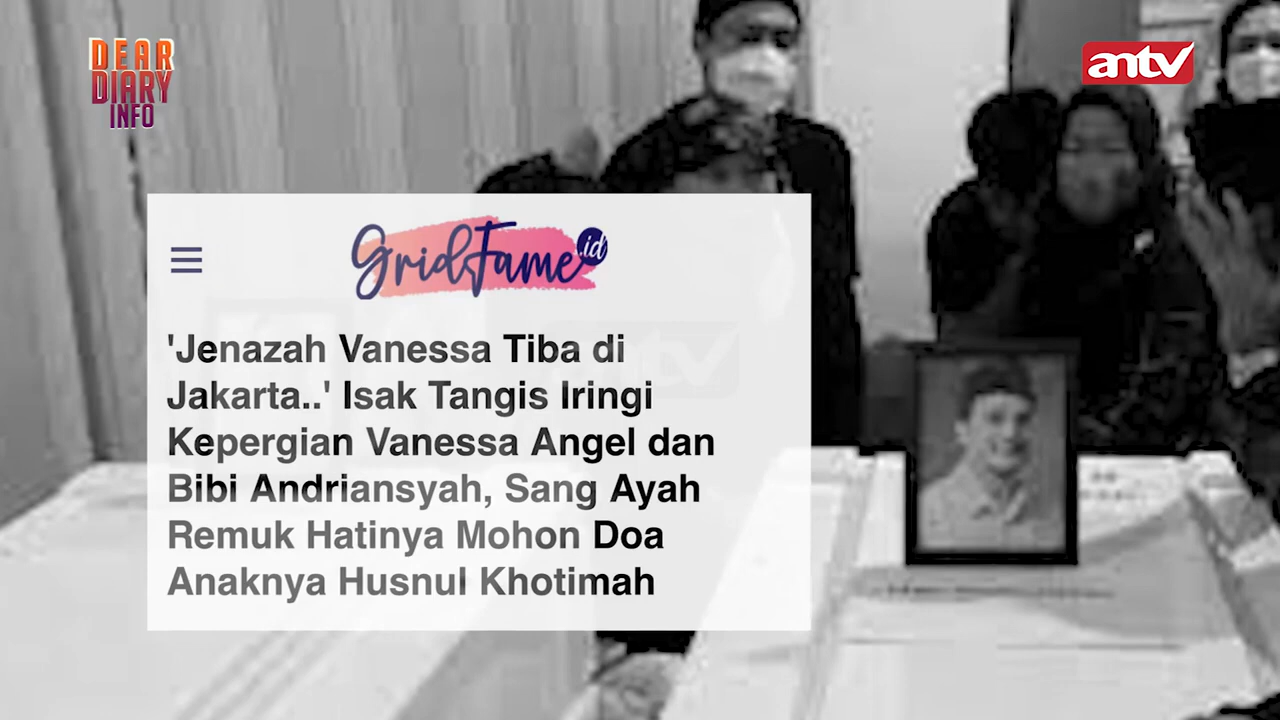 DEAR
DIARY
INFO
antv
GridFame.id
'Jenazah Vanessa Tiba di
Jakarta..' Isak Tangis Iringi
Kepergian Vanessa Angel dan
Bibi Andriansyah, Sang Ayah
Remuk Hatinya Mohon Doa
Anaknya Husnul Khotimah